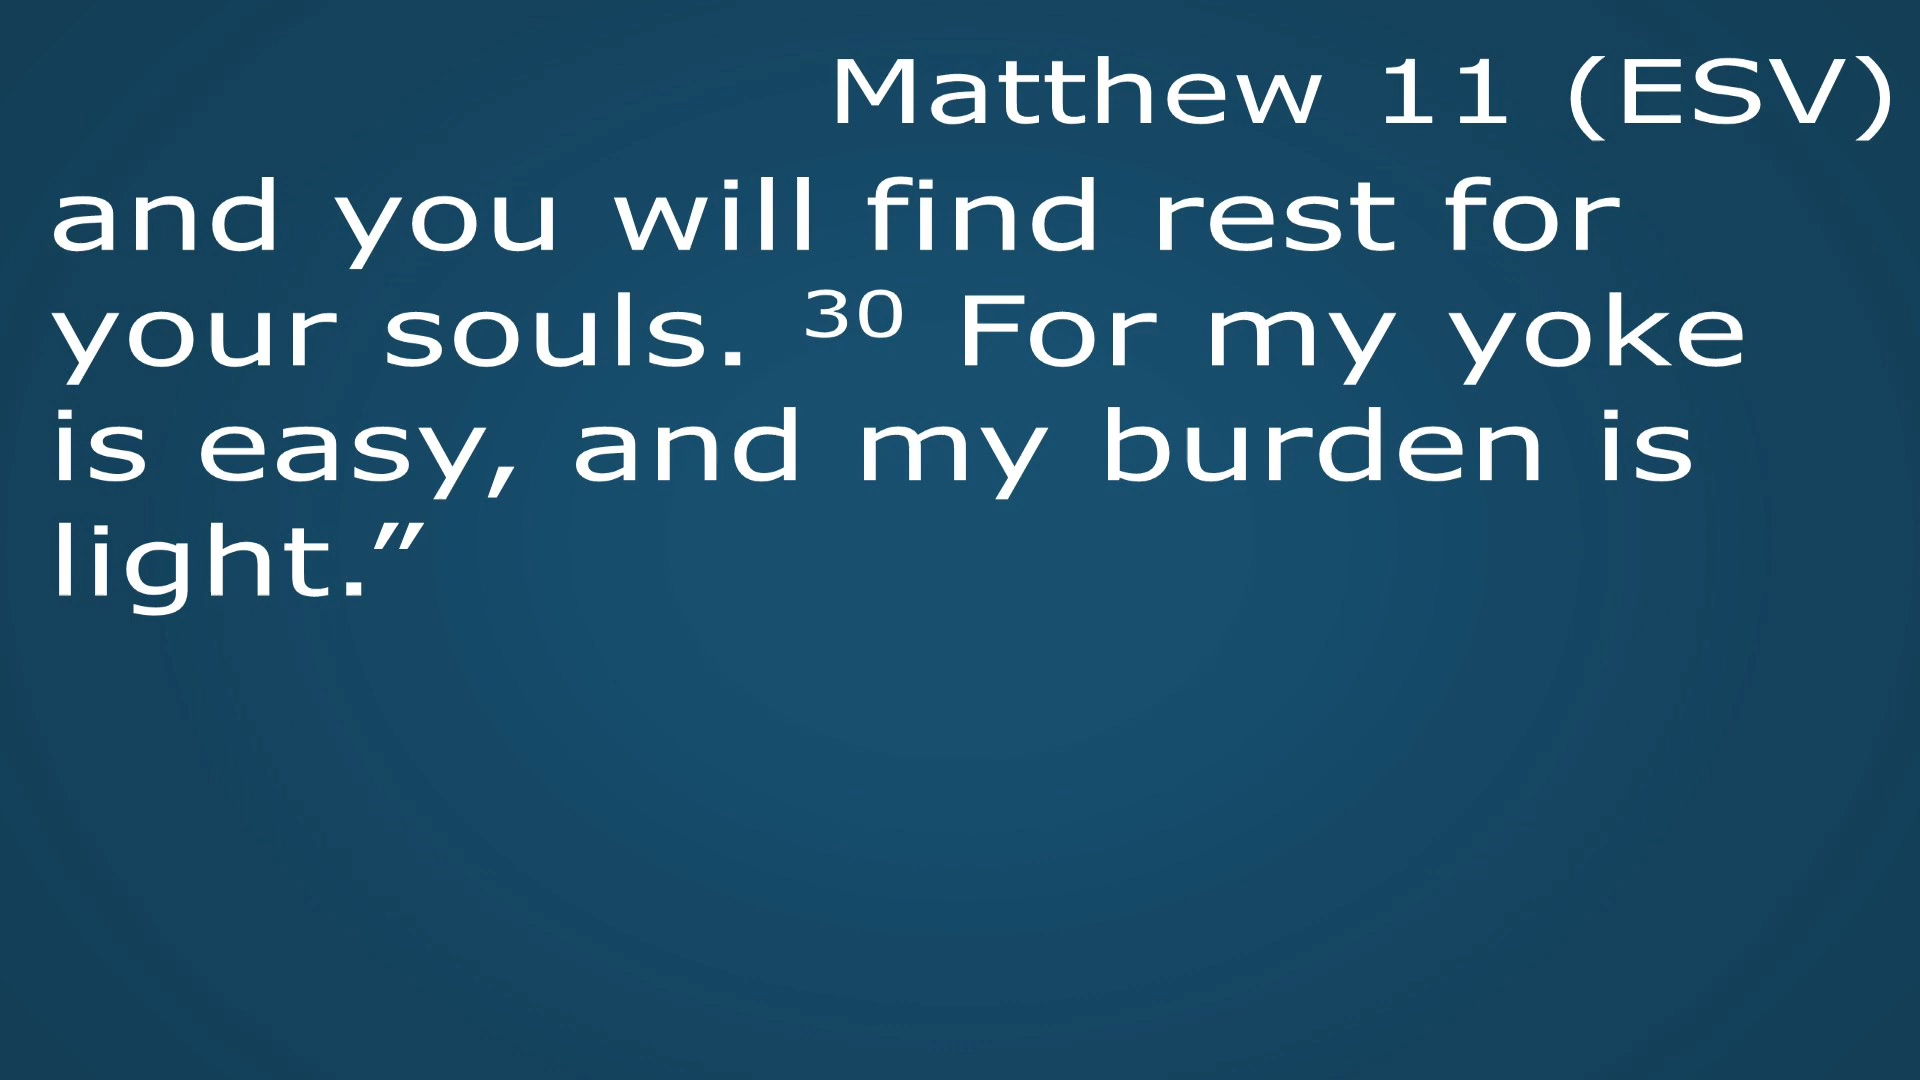 Matthew 11 (ESV)
and you will find rest for
your souls. ³⁰ For my yoke
is easy, and my burden is
light.”